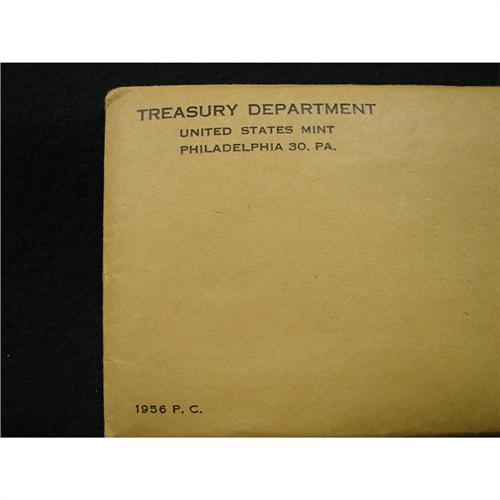 TREASURY DEPARTMENT
UNITED STATES MINT
PHILADELPHIA 30, PA.
1956 P. C.